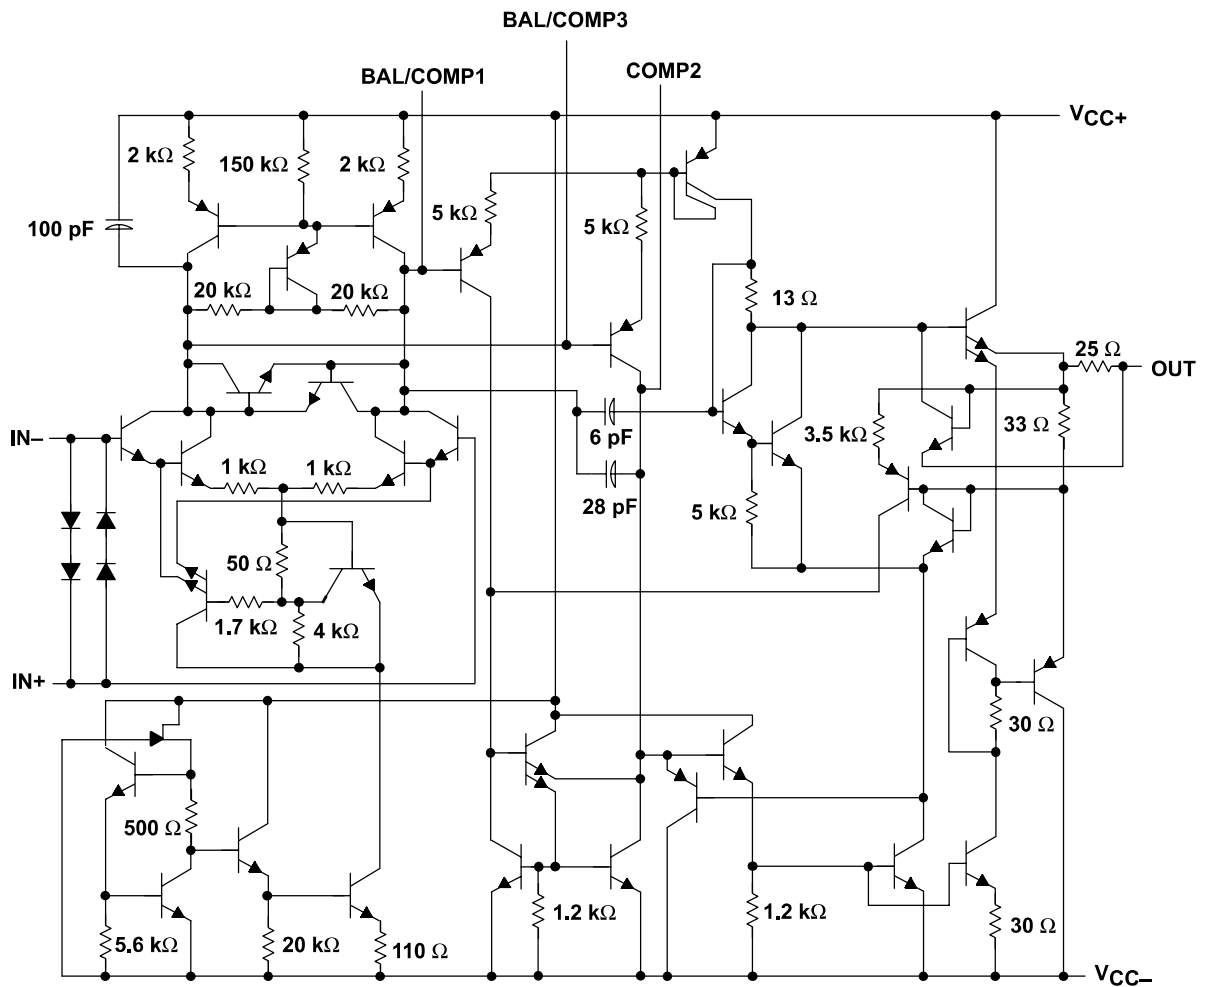 BAL/COMP3
BAL/COMP1
COMP2
VCC+
2 kΩ
150 kΩ
2 kΩ
100 pF
5 kΩ
5 kΩ
20 kΩ
20 kΩ
13 Ω
25 Ω
OUT
6 pF
3.5 kΩ
33 Ω
IN–
1 kΩ
1 kΩ
28 pF
5 kΩ
50 Ω
1.7 kΩ
4 kΩ
IN+
30 Ω
500 Ω
5.6 kΩ
20 kΩ
110 Ω
1.2 kΩ
1.2 kΩ
30 Ω
VCC–